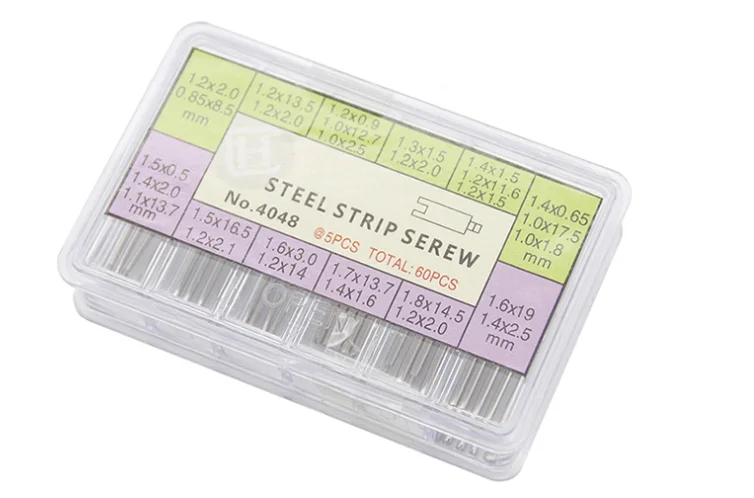 1.2x2.0
0.85x8.5
mm
1.2x13.5
1.2x2.0
1.2x0.9
1.0x12.7
1.0x2.5
1.3x1.5
1.2x2.0
1.4x1.5
1.2x11.6
1.2x1.5
1.4x0.65
1.0x17.5
1.0x1.8
mm
H
STEEL STRIP SEREW
No.4048
@5PCS TOTAL:60PCS
1.5x0.5
1.4x2.0
1.1x13.7
mm
1.5x16.5
1.2x2.1
1.6x3.0
1.2x14
1.7x13.7
1.4x1.6
1.8x14.5
1.2x2.0
1.6x19
1.4x2.5
mm
OPEN